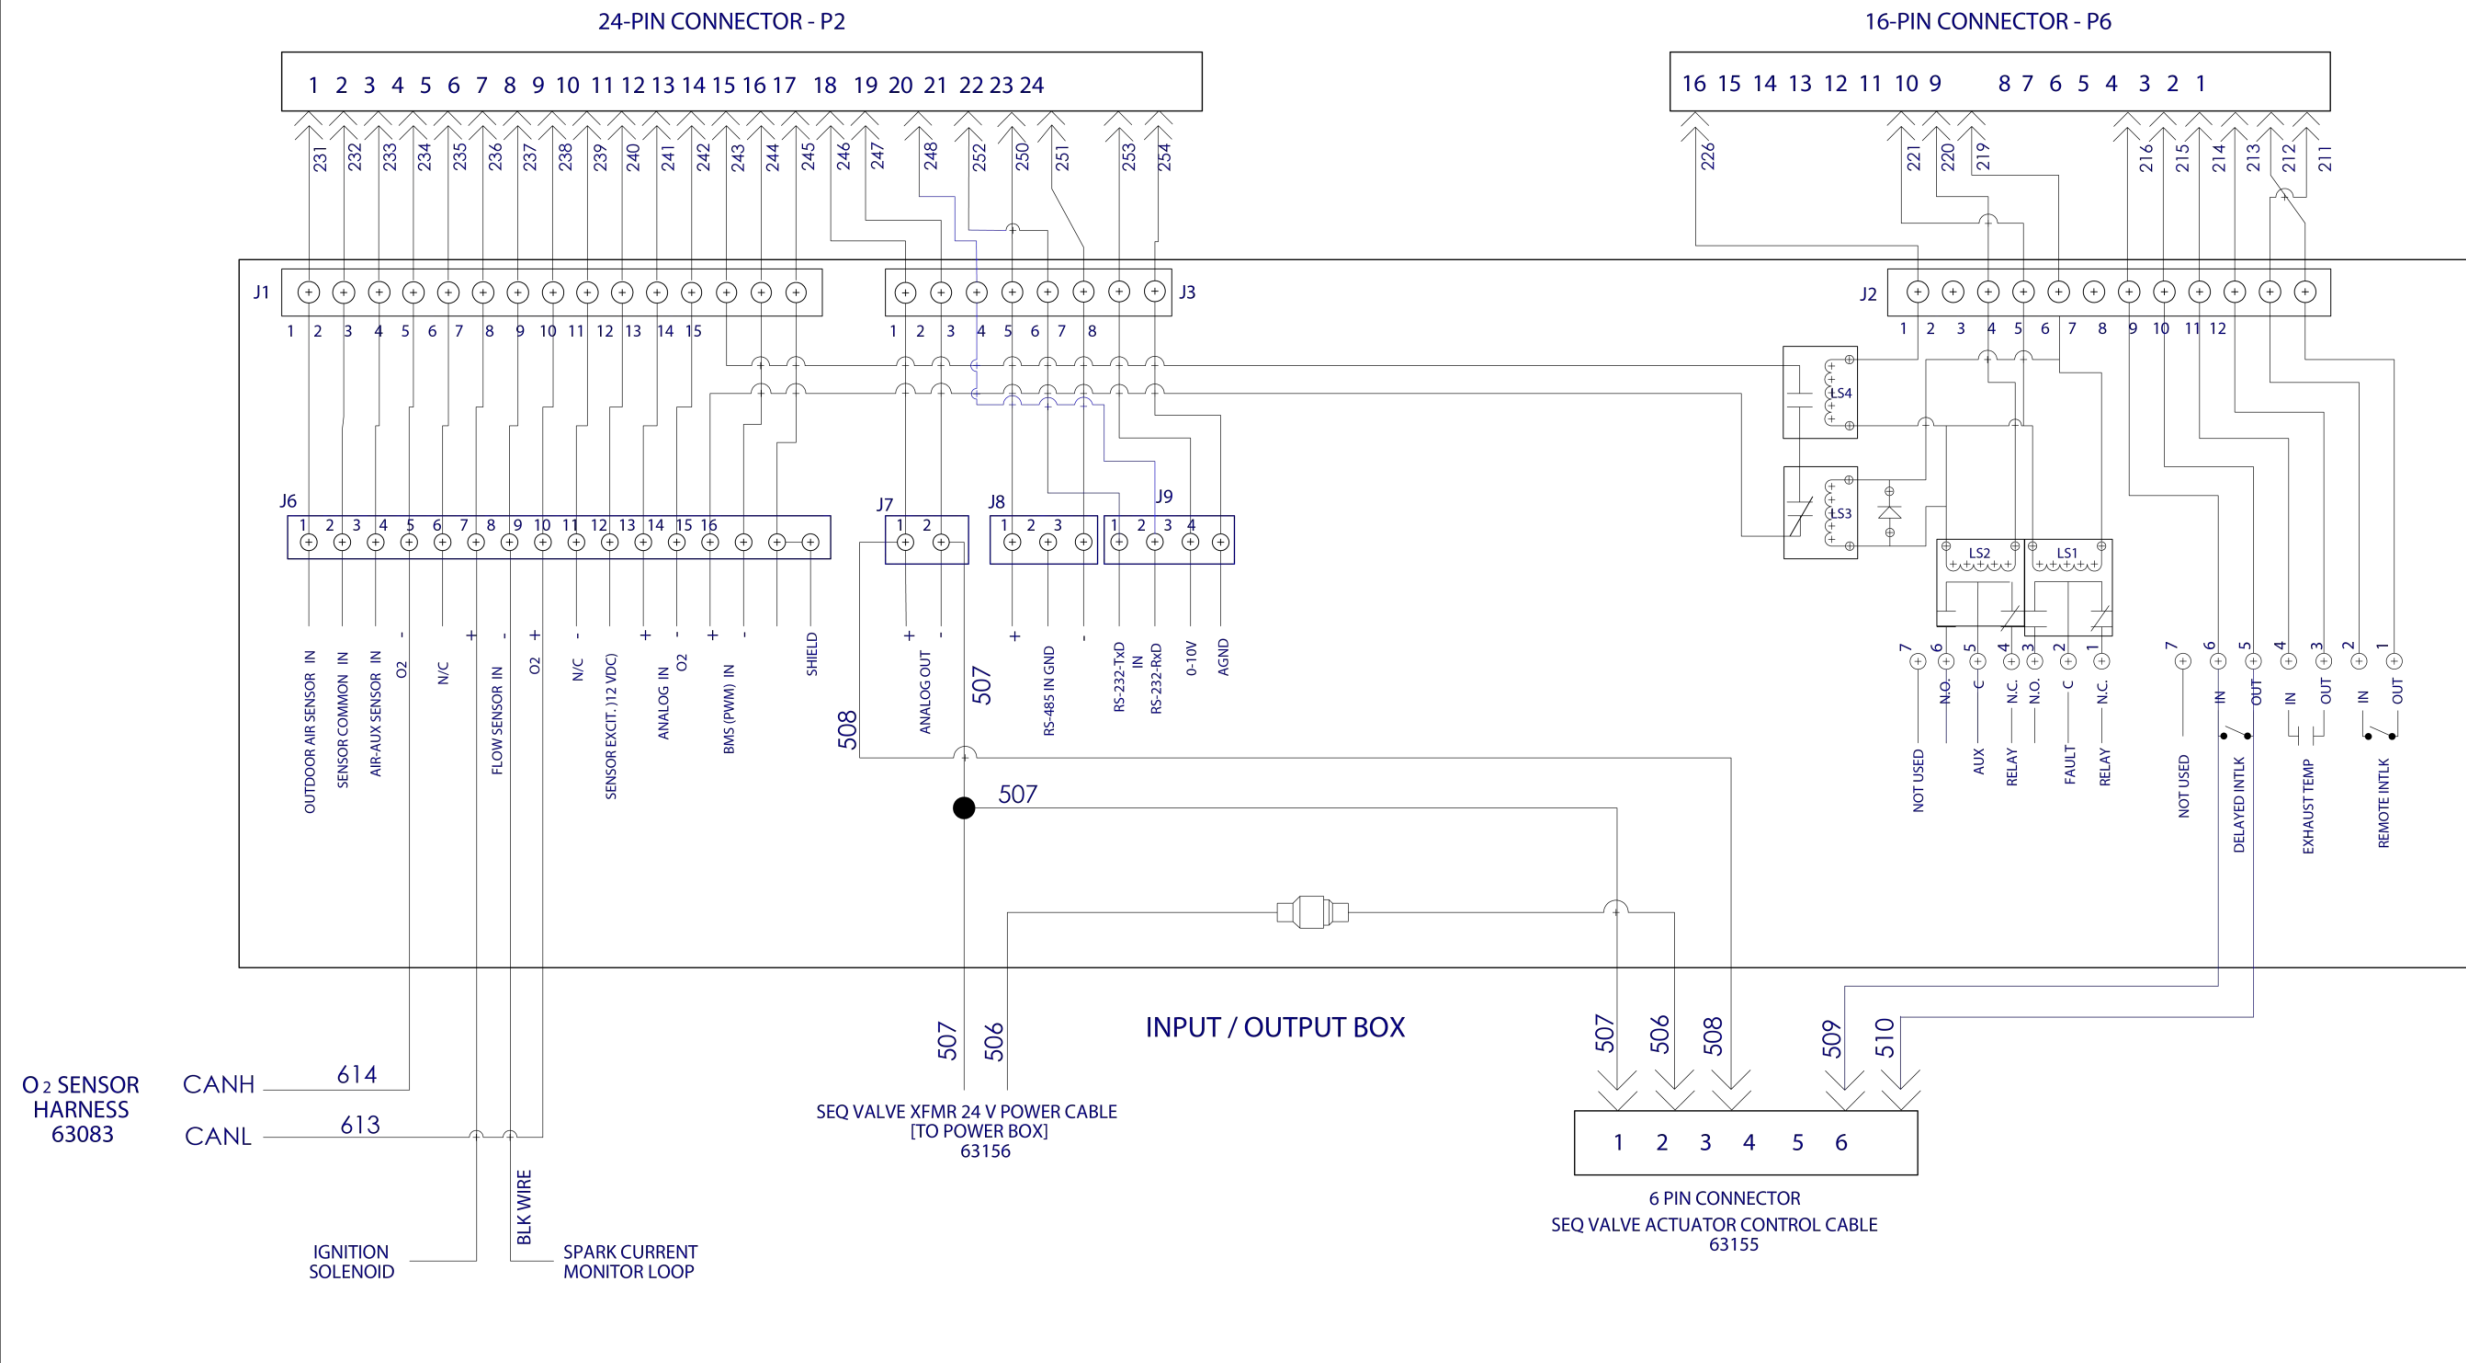 24-PIN CONNECTOR - P2
16-PIN CONNECTOR - P6
1 2 3 4 5 6 7 8 9 10 11 12 13 14 15 16 17 18 19 20 21 22 23 24
16 15 14 13 12 11 10 9 8 7 6 5 4 3 2 1
231 232 233 234 235 236 237 238 239 240 241 242 243 244 245 246 247 248 252 250 251 253 254
226 221 220 219 216 215 214 213 212 211
J1
J3
J2
1 2 3 4 5 6 7 8 9 10 11 12 13 14 15
1 2 3 4 5 6 7 8
1 2 3 4 5 6 7 8 9 10 11 12
LS4
LS3
LS2
LS1
J6
J7
J8
J9
1 2 3 4 5 6 7 8 9 10 11 12 13 14 15 16
1 2
1 2 3
1 2 3 4
- + - + - + - + -
+ -
+ -
OUTDOOR AIR SENSOR IN
SENSOR COMMON IN
AIR-AUX SENSOR IN
O2
N/C
FLOW SENSOR IN
O2
N/C
SENSOR EXCIT. )12 VDC)
ANALOG IN
O2
BMS (PWM) IN
SHIELD
508
ANALOG OUT
507
RS-485 IN GND
RS-232-TxD
IN
RS-232-RxD
0-10V
AGND
7 6 5 4 3 2 1
N.O. C N.C. N.O. C N.C.
NOT USED
AUX
RELAY
FAULT
RELAY
7 6 5 4 3 2 1
IN OUT IN OUT IN OUT
NOT USED
DELAYED INTLK
EXHAUST TEMP
REMOTE INTLK
507
507
506
INPUT / OUTPUT BOX
507
506
508
509
510
O2 SENSOR
HARNESS
63083
CANH
614
CANL
613
SEQ VALVE XFMR 24 V POWER CABLE
[TO POWER BOX]
63156
1 2 3 4 5 6
6 PIN CONNECTOR
SEQ VALVE ACTUATOR CONTROL CABLE
63155
BLK WIRE
IGNITION
SOLENOID
SPARK CURRENT
MONITOR LOOP